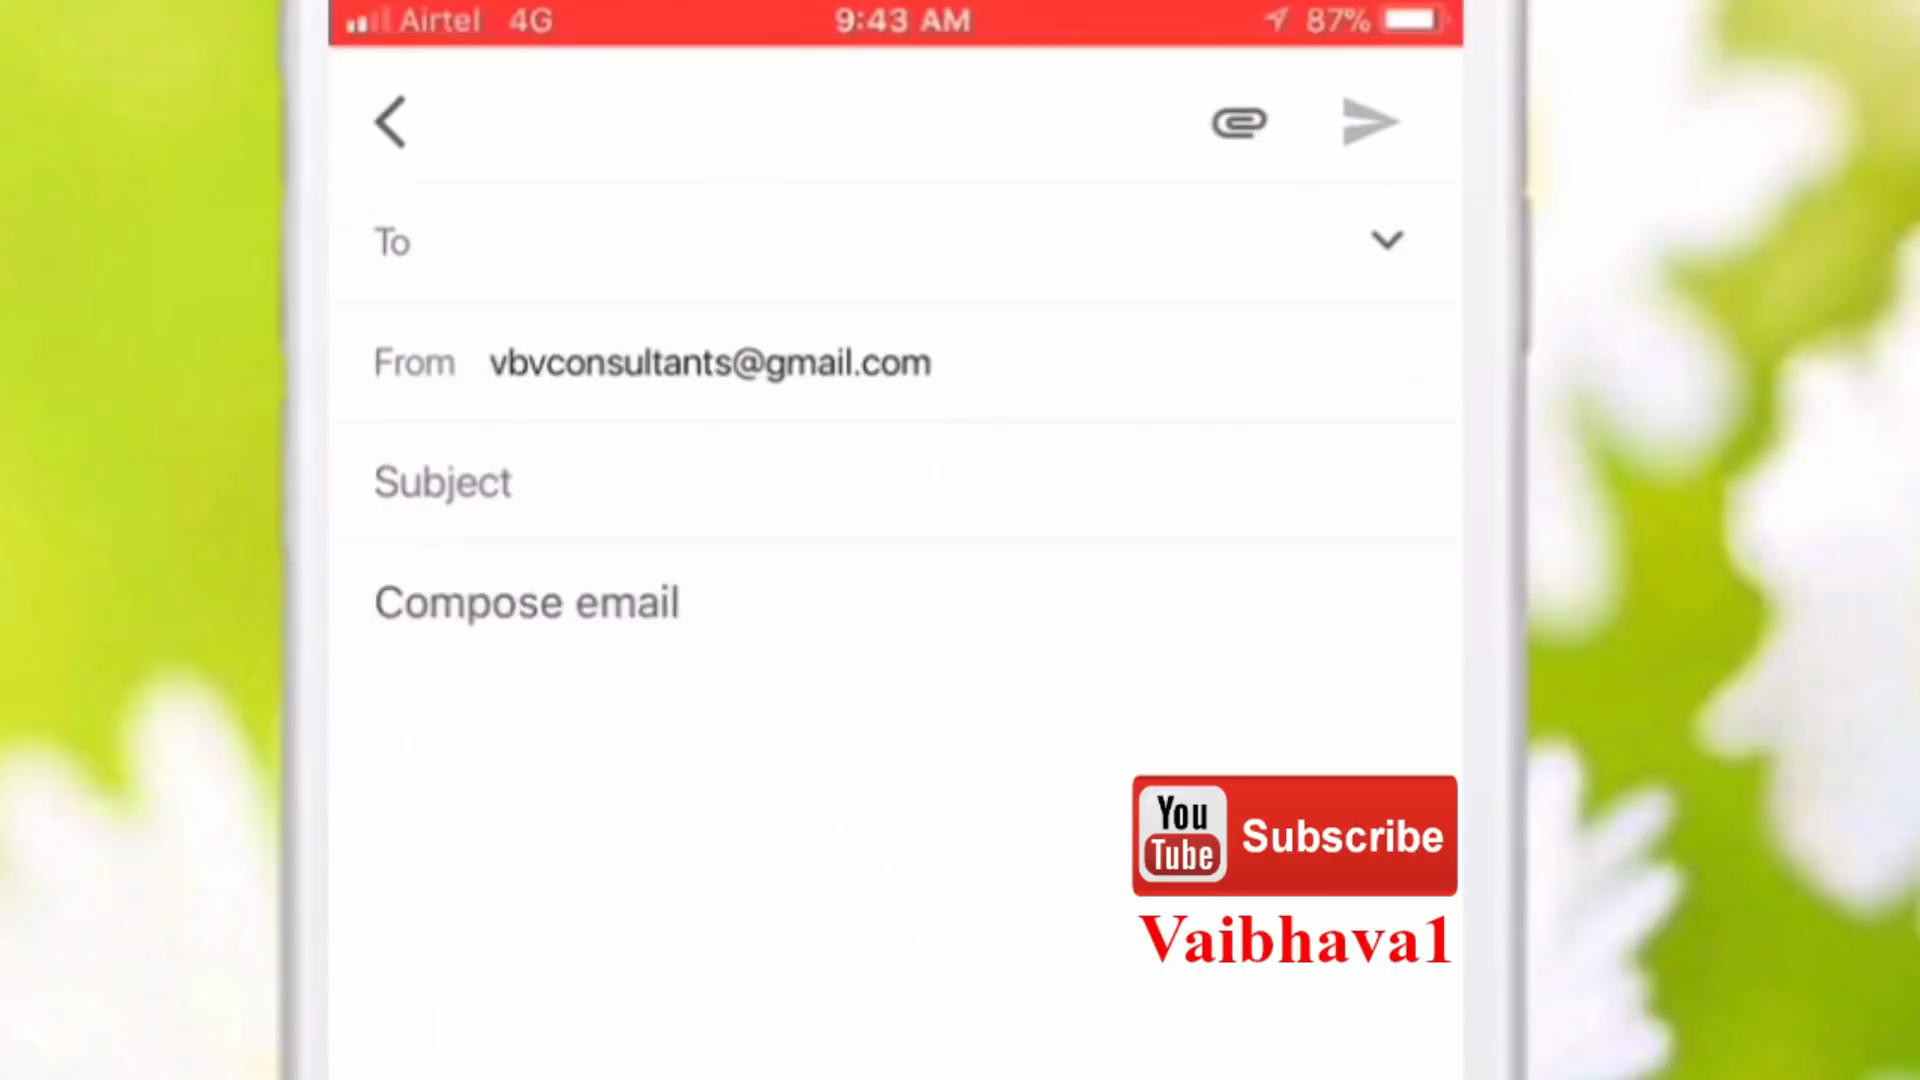 Airtel 4G 9:43 AM 87%
To
From vbvconsultants@gmail.com
Subject
Compose email
You
Tube
Subscribe
Vaibhava1